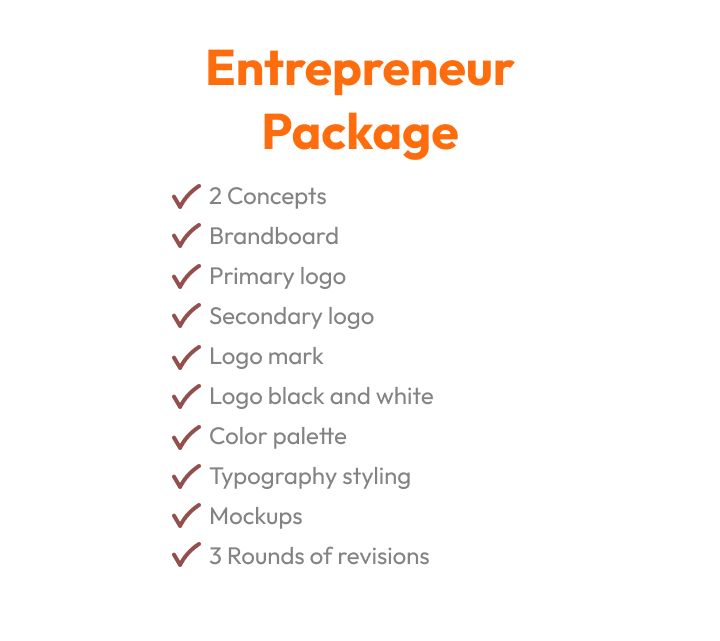 Entrepreneur
Package
2 Concepts
Brandboard
Primary logo
Secondary logo
Logo mark
Logo black and white
Color palette
Typography styling
Mockups
3 Rounds of revisions